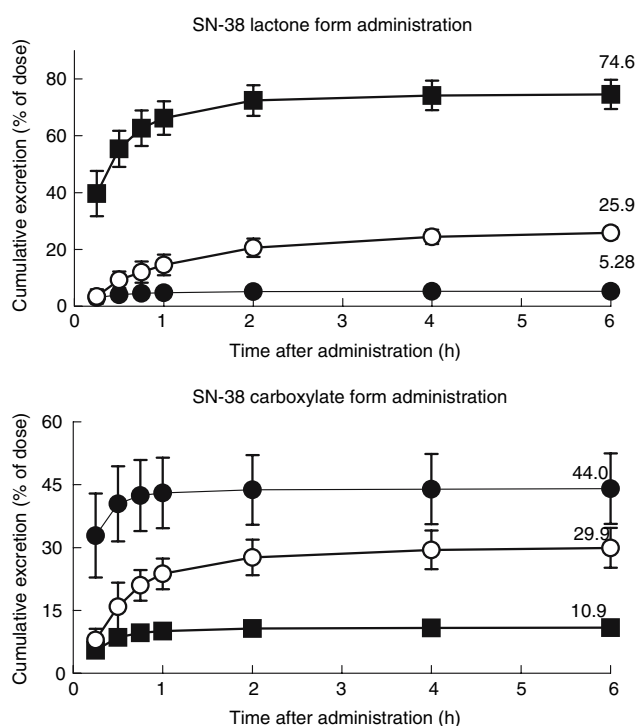 SN-38 lactone form administration
Cumulative excretion (% of dose)
80
60
40
20
0
74.6
25.9
5.28
0 1 2 3 4 5 6
Time after administration (h)
SN-38 carboxylate form administration
Cumulative excretion (% of dose)
60
45
30
15
0
44.0
29.9
10.9
0 1 2 3 4 5 6
Time after administration (h)